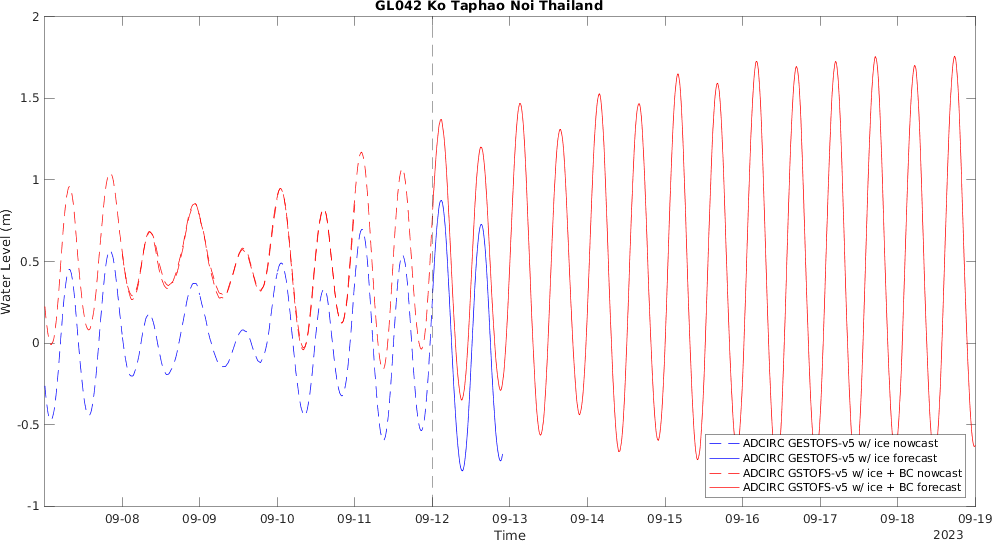 GL042 Ko Taphao Noi Thailand
2
1.5
1
0.5
0
-0.5
-1
Water Level (m)
ADCIRC GESTOFS-v5 w/ ice nowcast
ADCIRC GESTOFS-v5 w/ ice forecast
ADCIRC GSTOFS-v5 w/ ice + BC nowcast
ADCIRC GSTOFS-v5 w/ ice + BC forecast
09-08 09-09 09-10 09-11 09-12 09-13 09-14 09-15 09-16 09-17 09-18 09-19
Time
2023